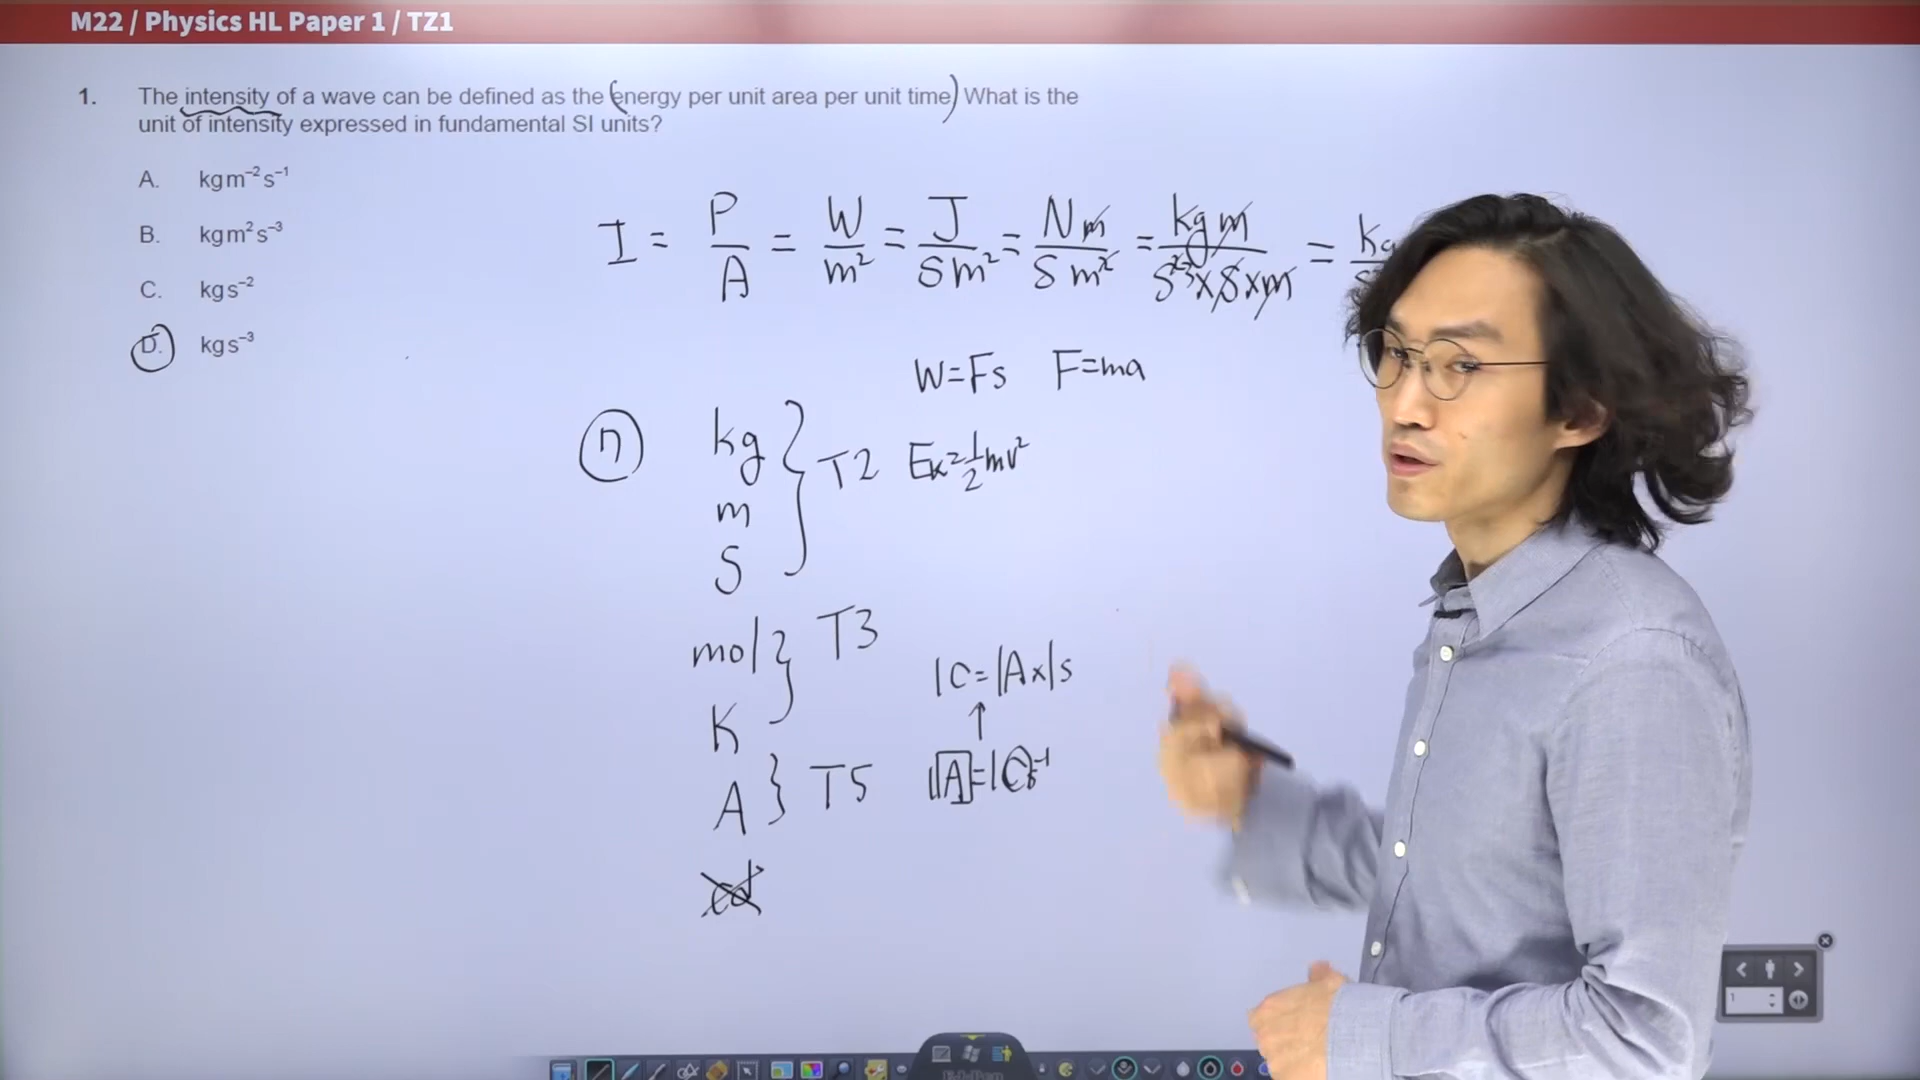 M22 / Physics HL Paper 1 / TZ1
1. The intensity of a wave can be defined as the energy per unit area per unit time. What is the
unit of intensity expressed in fundamental SI units?
A. kg m⁻² s⁻¹
B. kg m² s⁻³
C. kg s⁻²
D. kg s⁻³
I = P/A = W/m² = J/S m² = N m/S m² = kg m/S² × S × m =
W=Fs F=ma
7
kg
m
S
T2
Ek=½mv²
mol
K
T3
A
T5
1C=1A×1s
↑
1A=1Cs⁻¹
cd
1